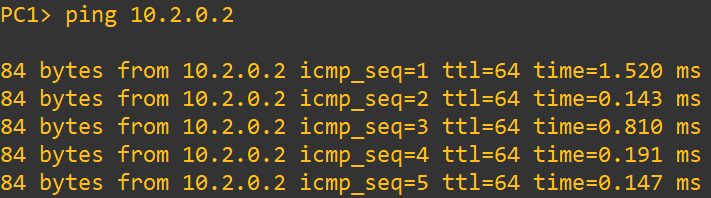 PC1> ping 10.2.0.2
84 bytes from 10.2.0.2 icmp_seq=1 ttl=64 time=1.520 ms
84 bytes from 10.2.0.2 icmp_seq=2 ttl=64 time=0.143 ms
84 bytes from 10.2.0.2 icmp_seq=3 ttl=64 time=0.810 ms
84 bytes from 10.2.0.2 icmp_seq=4 ttl=64 time=0.191 ms
84 bytes from 10.2.0.2 icmp_seq=5 ttl=64 time=0.147 ms